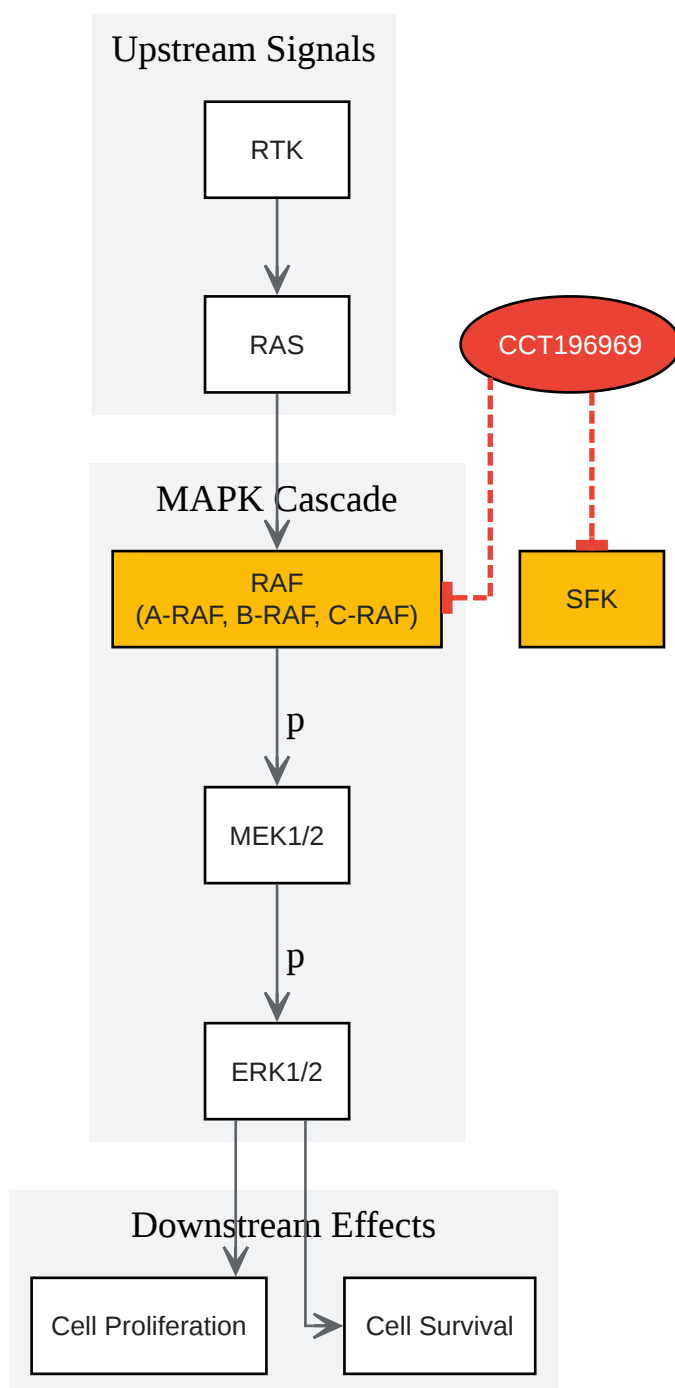 Upstream Signals
RTK
RAS
CCT196969
MAPK Cascade
RAF
(A-RAF, B-RAF, C-RAF)
SFK
p
MEK1/2
p
ERK1/2
Downstream Effects
Cell Proliferation
Cell Survival